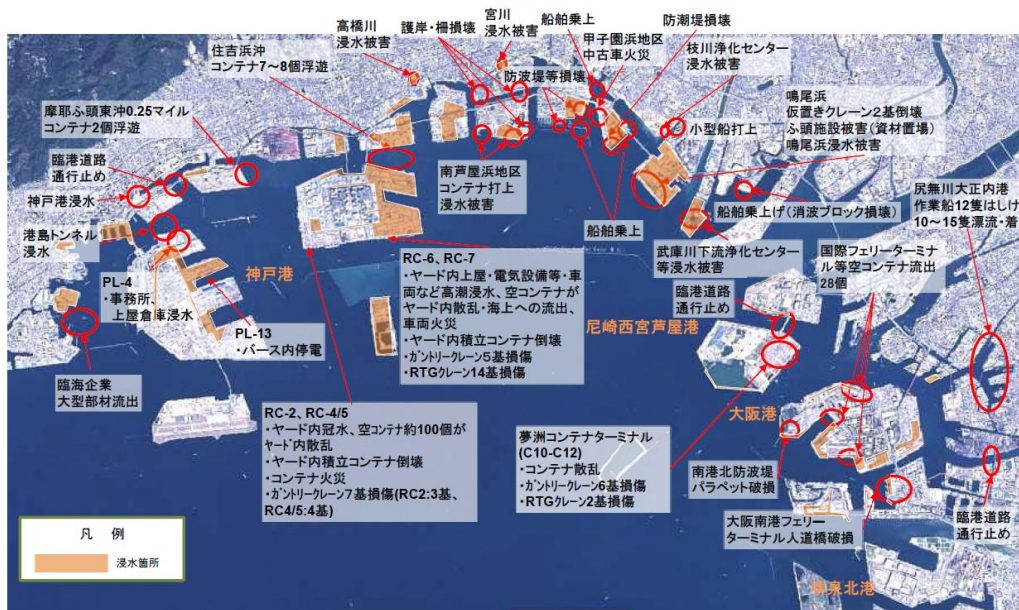 高橋川
浸水被害
護岸・柵損壊
宮川
浸水被害
船舶乗上
甲子園浜地区
中古車火災
防潮堤損壊
枝川浄化センター
浸水被害
住吉浜沖
コンテナ7～8個浮遊
防波堤等損壊
摩耶ふ頭東沖0.25マイル
コンテナ2個浮遊
小型船打上
鳴尾浜
仮置きクレーン2基倒壊
ふ頭施設被害(資材置場)
鳴尾浜浸水被害
臨港道路
通行止め
神戸港浸水
南芦屋浜地区
コンテナ打上
浸水被害
船舶乗上
船舶乗上げ(消波ブロック損壊)
尻無川大正内港
作業船12隻はしけ
10～15隻漂流・着
港島トンネル
浸水
神戸港
武庫川下流浄化センター
等浸水被害
国際フェリーターミナ
ル等空コンテナ流出
28個
PL-4
・事務所、
上屋倉庫浸水
PL-13
・バース内停電
RC-6、RC-7
・ヤード内上屋・電気設備等・車
両など高潮浸水、空コンテナが
ヤード内散乱・海上への流出、
車両火災
・ヤード内積立コンテナ倒壊
・ガントリークレーン5基損傷
・RTGクレーン14基損傷
尼崎西宮芦屋港
臨港道路
通行止め
臨海企業
大型部材流出
RC-2、RC-4/5
・ヤード内冠水、空コンテナ約100個が
ヤード内散乱
・ヤード内積立コンテナ倒壊
・コンテナ火災
・ガントリークレーン7基損傷(RC2:3基、
RC4/5:4基)
夢洲コンテナターミナル
(C10-C12)
・コンテナ散乱
・ガントリークレーン6基損傷
・RTGクレーン2基損傷
大阪港
南港北防波堤
パラペット破損
大阪南港フェリー
ターミナル人道橋破損
臨港道路
通行止め
堺泉北港
凡 例
浸水箇所